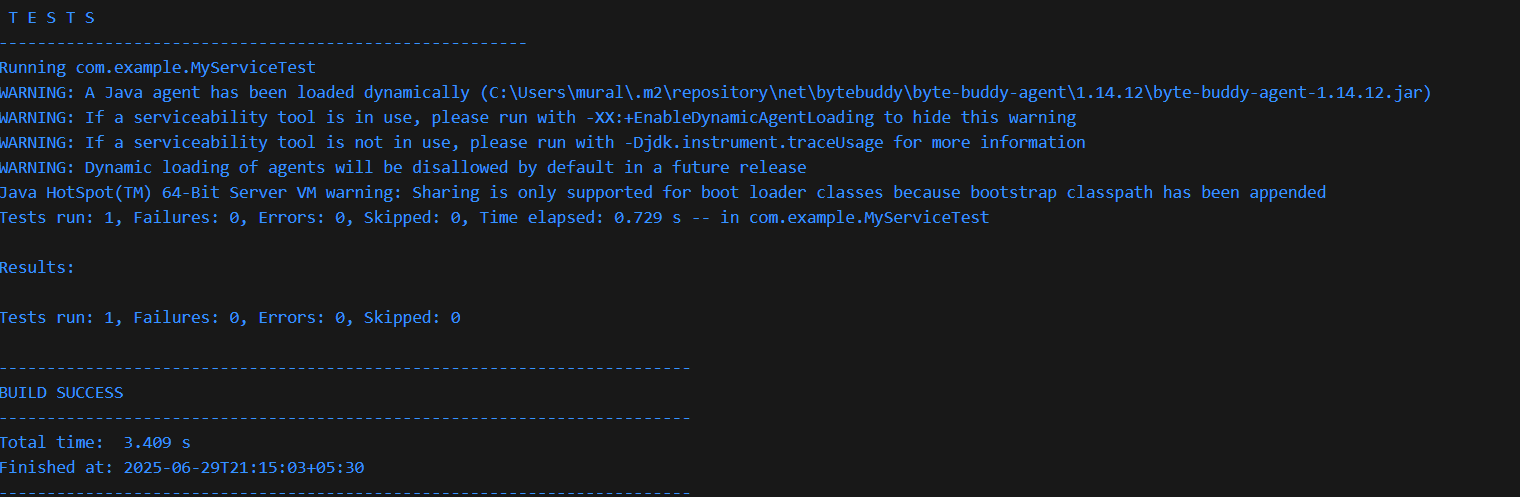 T E S T S
-------------------------------------------------------
Running com.example.MyServiceTest
WARNING: A Java agent has been loaded dynamically (C:\Users\mural\.m2\repository\net\bytebuddy\byte-buddy-agent\1.14.12\byte-buddy-agent-1.14.12.jar)
WARNING: If a serviceability tool is in use, please run with -XX:+EnableDynamicAgentLoading to hide this warning
WARNING: If a serviceability tool is not in use, please run with -Djdk.instrument.traceUsage for more information
WARNING: Dynamic loading of agents will be disallowed by default in a future release
Java HotSpot(TM) 64-Bit Server VM warning: Sharing is only supported for boot loader classes because bootstrap classpath has been appended
Tests run: 1, Failures: 0, Errors: 0, Skipped: 0, Time elapsed: 0.729 s -- in com.example.MyServiceTest
Results:
Tests run: 1, Failures: 0, Errors: 0, Skipped: 0
------------------------------------------------------------------------
BUILD SUCCESS
------------------------------------------------------------------------
Total time:  3.409 s
Finished at: 2025-06-29T21:15:03+05:30
------------------------------------------------------------------------